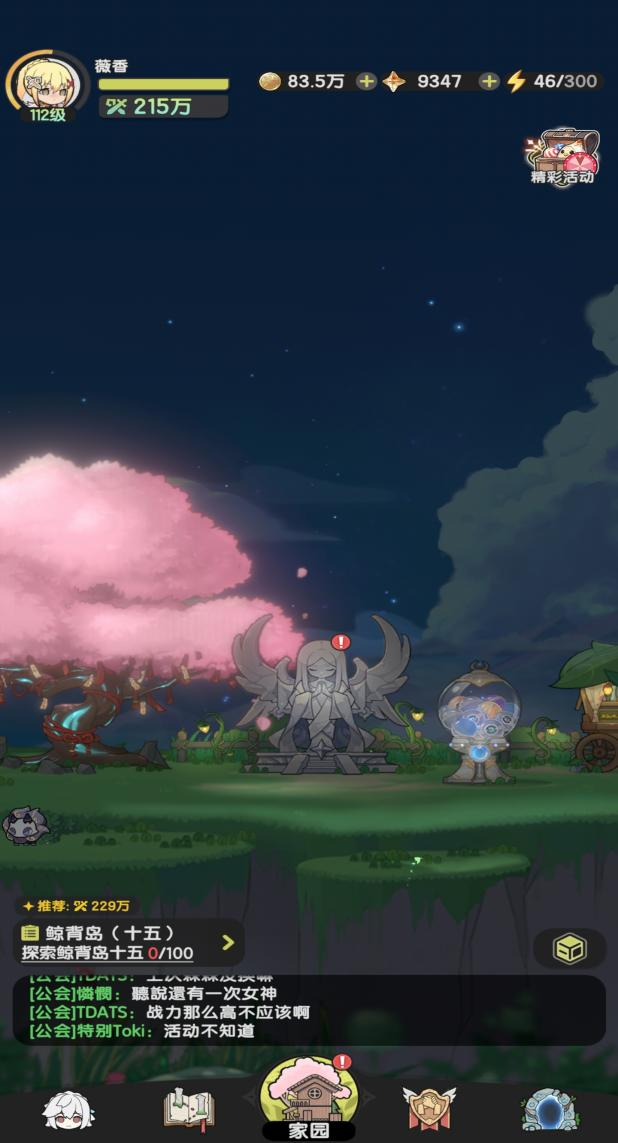 薇香
83.5万
9347
46/300
215万
112级
精彩活动
推荐: 229万
鲸背岛（十五）
探索鲸背岛十五 0/100
[公会]憐憫：聽說還有一次女神
[公会]TDATS：战力那么高不应该啊
[公会]特别Toki：活动不知道
家园